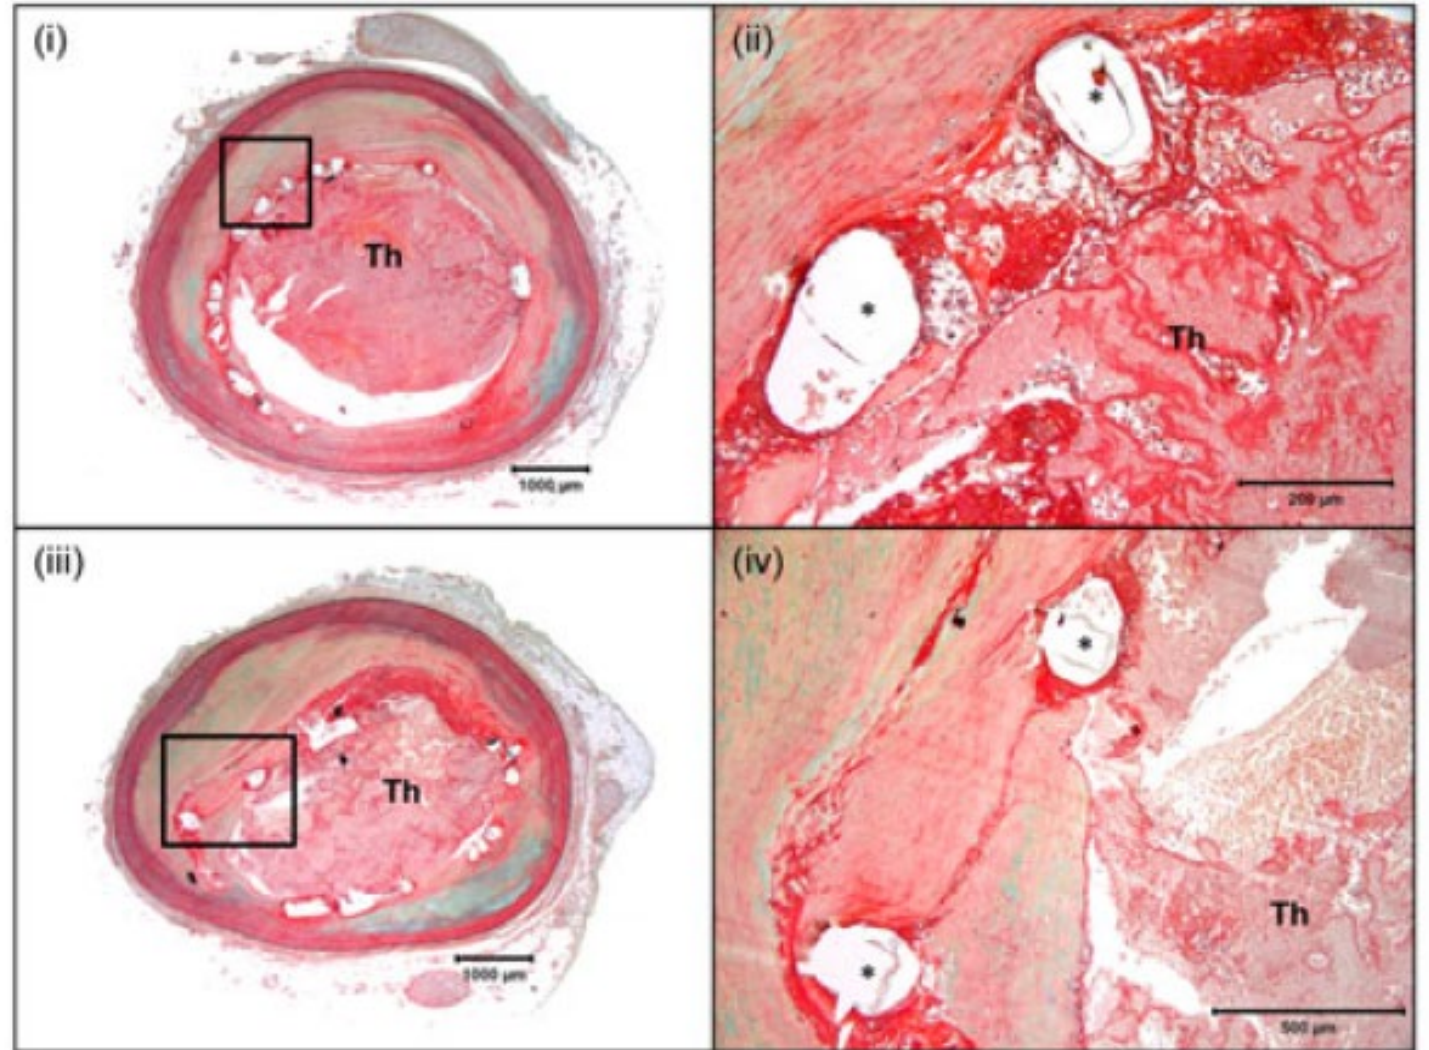 (i)
Th
1000 µm
(ii)
*
*
Th
200 µm
(iii)
Th
1000 µm
(iv)
*
*
Th
500 µm